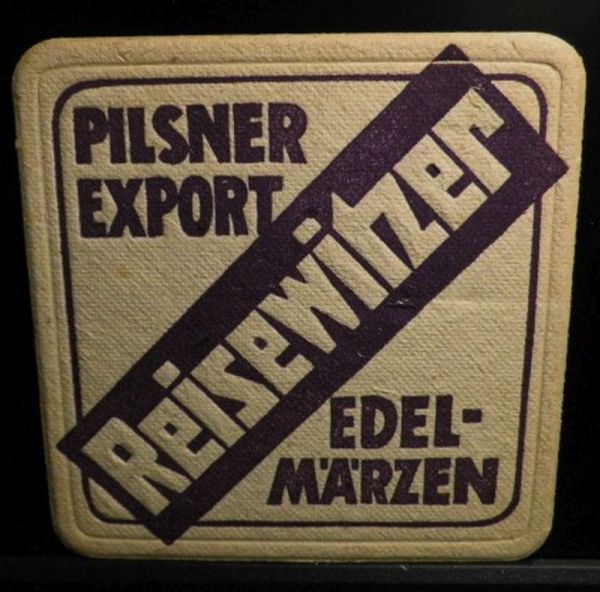 PILSNER
EXPORT
Reisewitzer
EDEL-
MÄRZEN